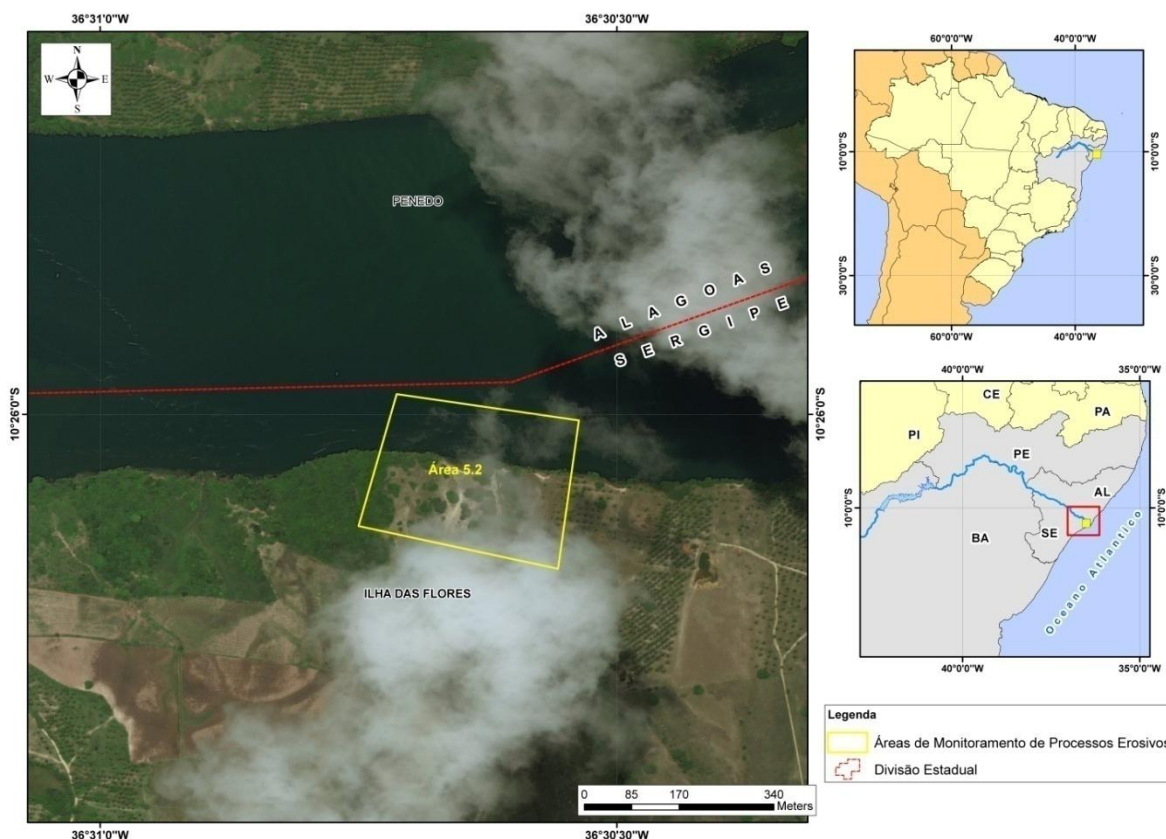 36°31'0"W
36°30'30"W
N
W E
S
PENEDO
ALAGOAS
SERGIPE
10°26'0"S
10°26'0"S
Área 5.2
ILHA DAS FLORES
0 85 170 340
Meters
36°31'0"W
36°30'30"W
60°0'0"W
40°0'0"W
10°0'0"S
10°0'0"S
30°0'0"S
30°0'0"S
60°0'0"W
40°0'0"W
40°0'0"W
35°0'0"W
CE
PA
PI
PE
AL
10°0'0"S
10°0'0"S
SE
BA
Oceano Atlantico
40°0'0"W
35°0'0"W
Legenda
Áreas de Monitoramento de Processos Erosivos
Divisão Estadual